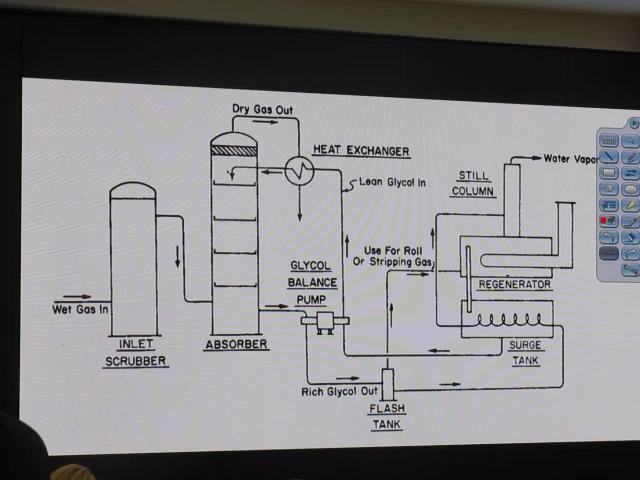 Dry Gas Out
HEAT EXCHANGER
Water Vapor
STILL
COLUMN
Lean Glycol In
Use For Roll
Or Stripping Gas
GLYCOL
BALANCE
PUMP
REGENERATOR
Wet Gas In
INLET
SCRUBBER
ABSORBER
SURGE
TANK
Rich Glycol Out
FLASH
TANK